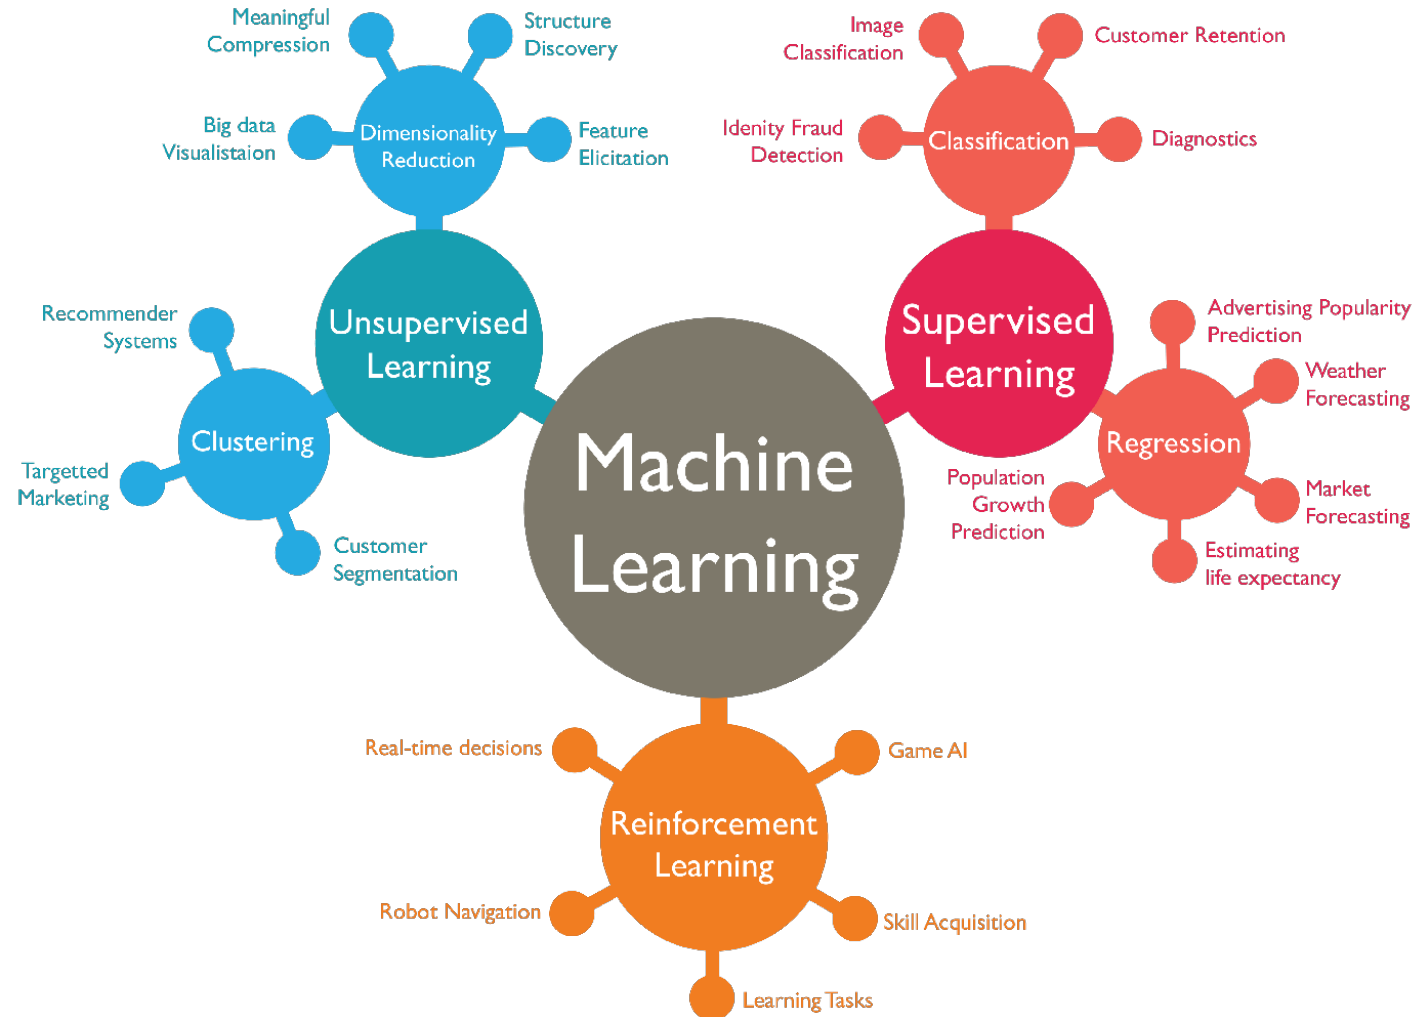 Meaningful
Compression
Structure
Discovery
Big data
Visualistaion
Dimensionality
Reduction
Feature
Elicitation
Image
Classification
Customer Retention
Idenity Fraud
Detection
Classification
Diagnostics
Recommender
Systems
Unsupervised
Learning
Clustering
Targetted
Marketing
Customer
Segmentation
Machine
Learning
Supervised
Learning
Advertising Popularity
Prediction
Weather
Forecasting
Regression
Population
Growth
Prediction
Market
Forecasting
Estimating
life expectancy
Real-time decisions
Game AI
Reinforcement
Learning
Robot Navigation
Skill Acquisition
Learning Tasks